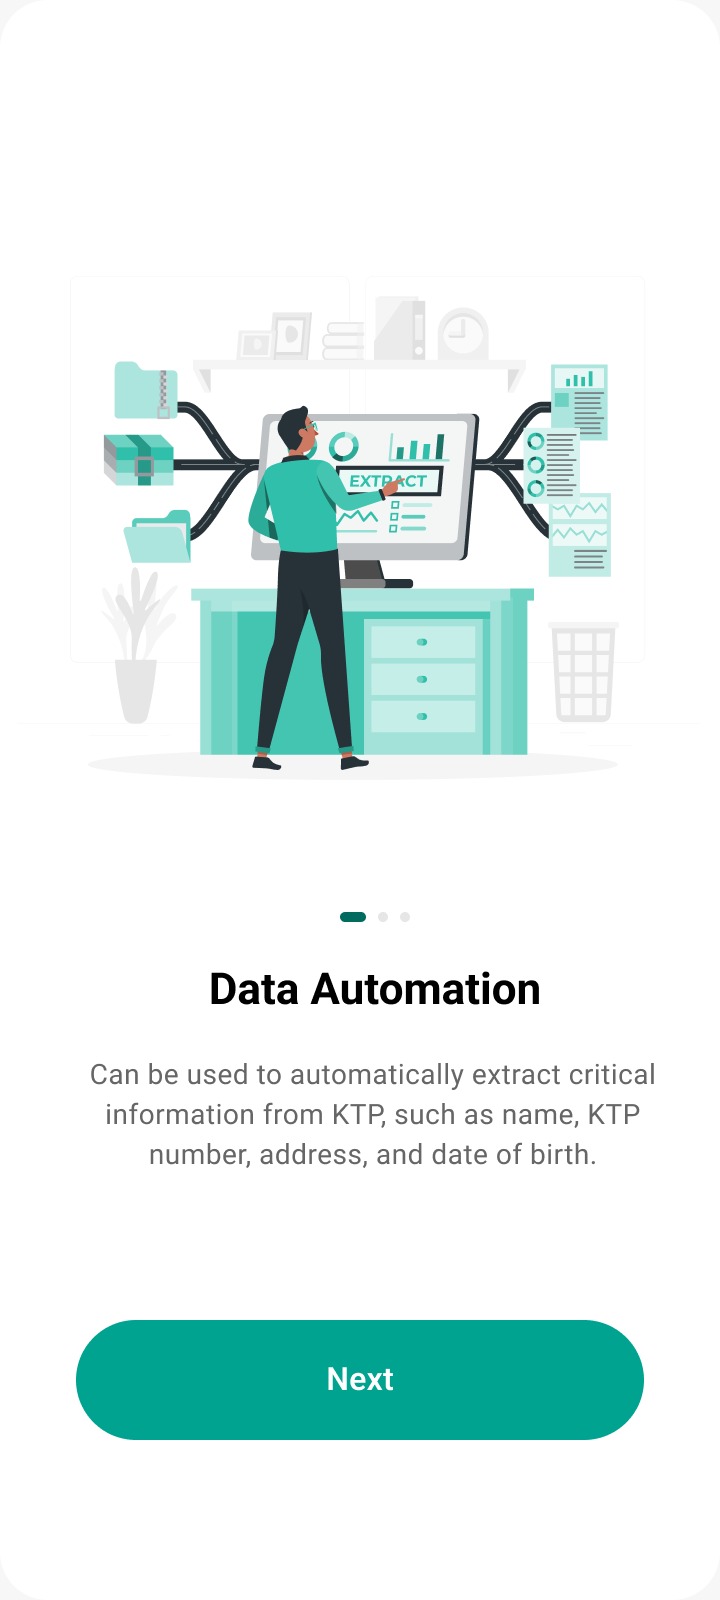 EXTRACT
Data Automation
Can be used to automatically extract critical
information from KTP, such as name, KTP
number, address, and date of birth.
Next